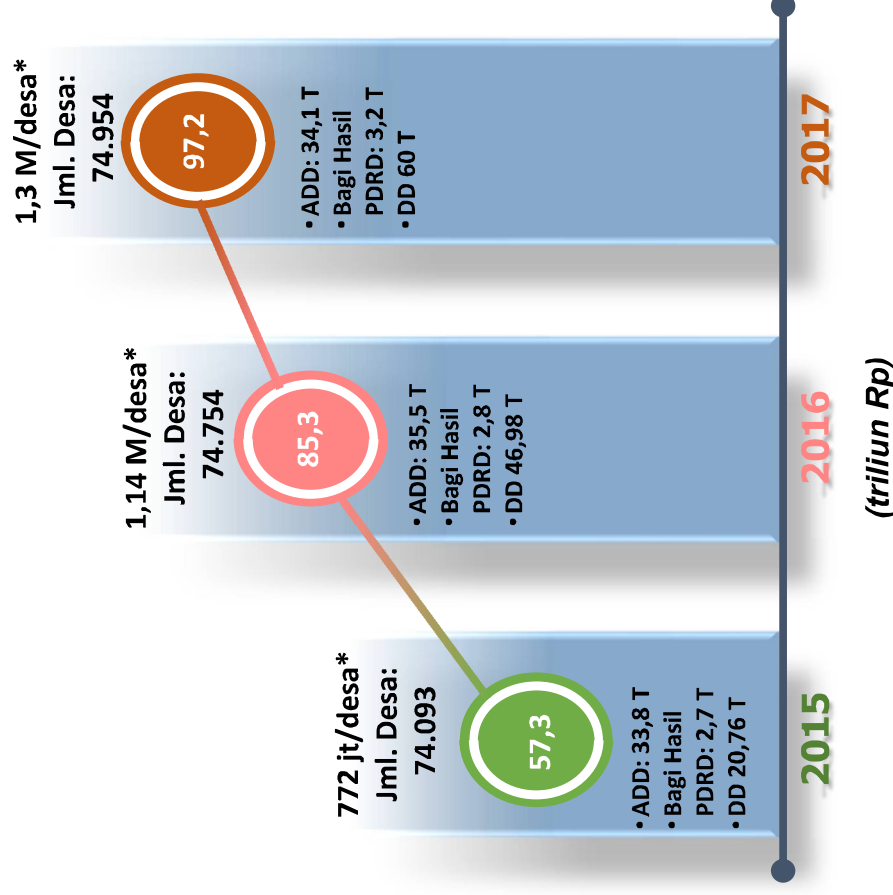 772 jt/desa*
Jml. Desa:
74.093
57,3
• ADD: 33,8 T
• Bagi Hasil
PDRD: 2,7 T
• DD 20,76 T
2015
1,14 M/desa*
Jml. Desa:
74.754
85,3
• ADD: 35,5 T
• Bagi Hasil
PDRD: 2,8 T
• DD 46,98 T
2016
1,3 M/desa*
Jml. Desa:
74.954
97,2
• ADD: 34,1 T
• Bagi Hasil
PDRD: 3,2 T
• DD 60 T
2017
(triliun Rp)